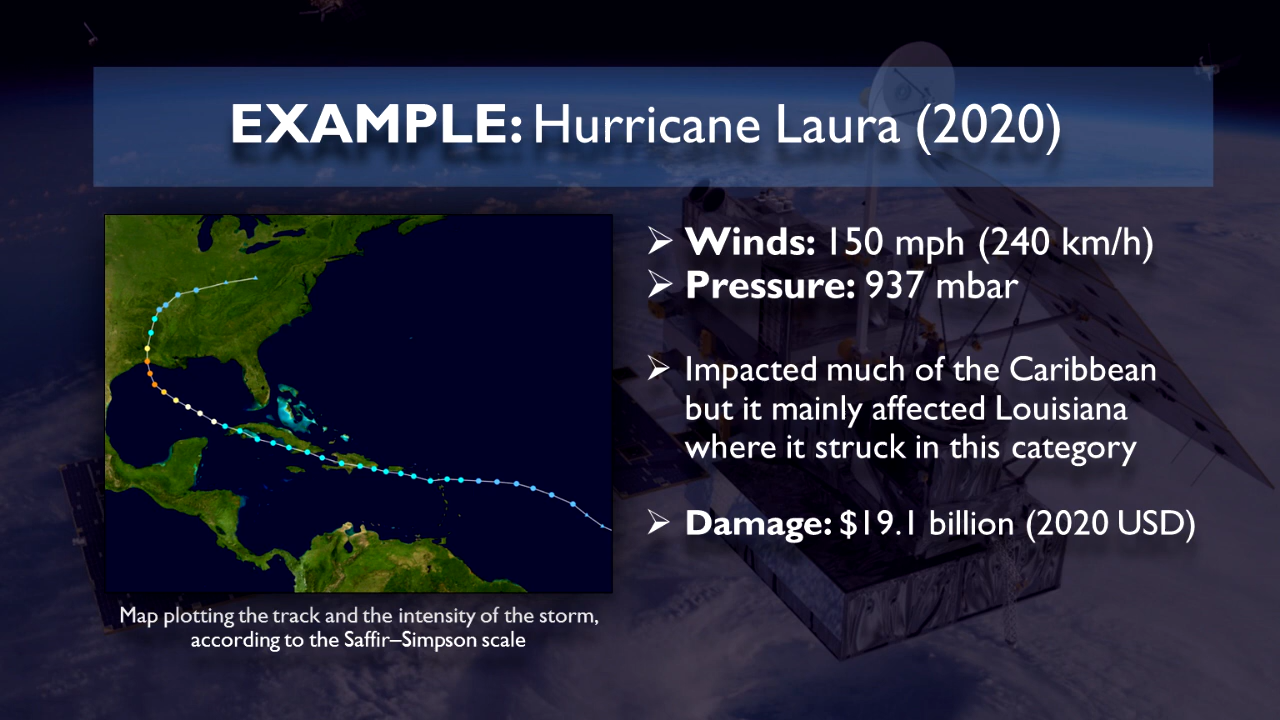 EXAMPLE: Hurricane Laura (2020)
➢ Winds: 150 mph (240 km/h)
➢ Pressure: 937 mbar
➢ Impacted much of the Caribbean
but it mainly affected Louisiana
where it struck in this category
➢ Damage: $19.1 billion (2020 USD)
Map plotting the track and the intensity of the storm,
according to the Saffir–Simpson scale